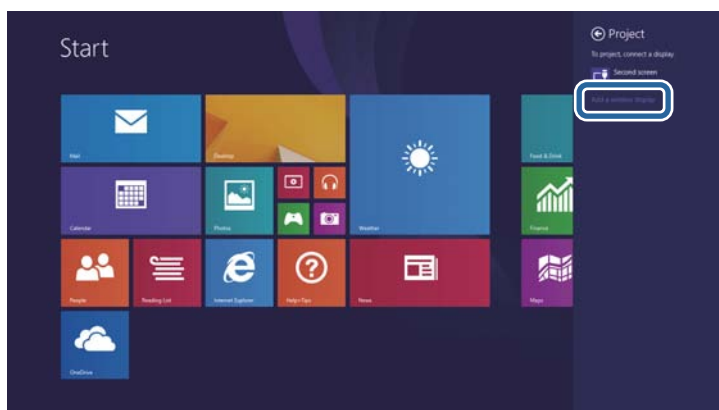 Start
Project
To project, connect a display.
Second screen
Add a wireless display
Mail
Desktop
Weather
Food & Drink
Calendar
Photos
Finance
People
Reading List
Internet Explorer
Help+Tips
News
Maps
OneDrive